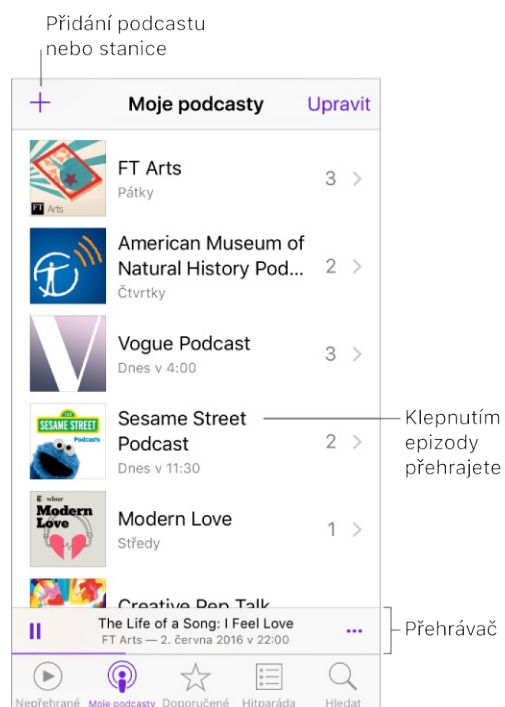 Přidání podcastu
nebo stanice
Moje podcasty
Upravit
FT Arts
Pátky
3
FT Arts
American Museum of
Natural History Pod...
Čtvrtky
2
Vogue Podcast
Dnes v 4:00
3
V
SESAME STREET
Podcasts
Sesame Street
Podcast
Dnes v 11:30
2
Klepnutím
epizody
přehrajete
wbur
Modern
Love
Modern Love
Středy
1
Creative Pep Talk
The Life of a Song: I Feel Love
FT Arts — 2. června 2016 v 22:00
Přehrávač
Nepřehrané
Moje podcasty
Doporučené
Hitparáda
Hledat